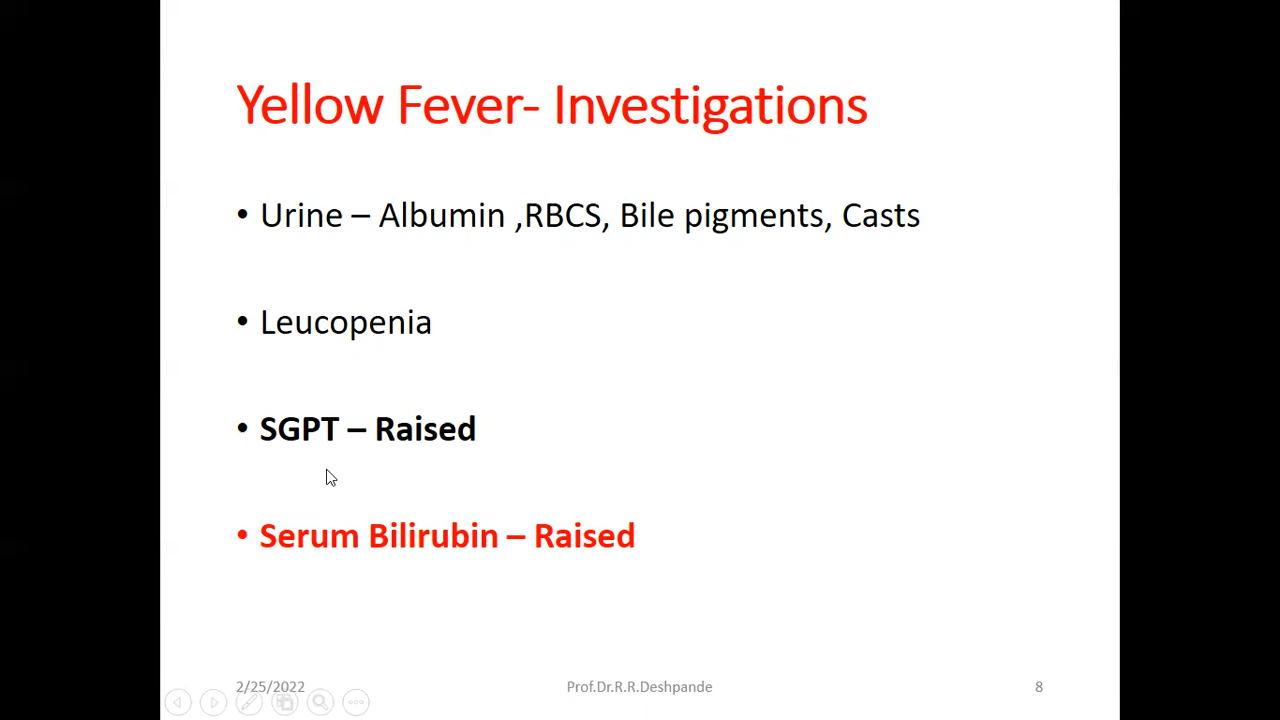 Yellow Fever- Investigations
• Urine – Albumin ,RBCS, Bile pigments, Casts
• Leucopenia
• SGPT – Raised
• Serum Bilirubin – Raised
2/25/2022
Prof.Dr.R.R.Deshpande
8